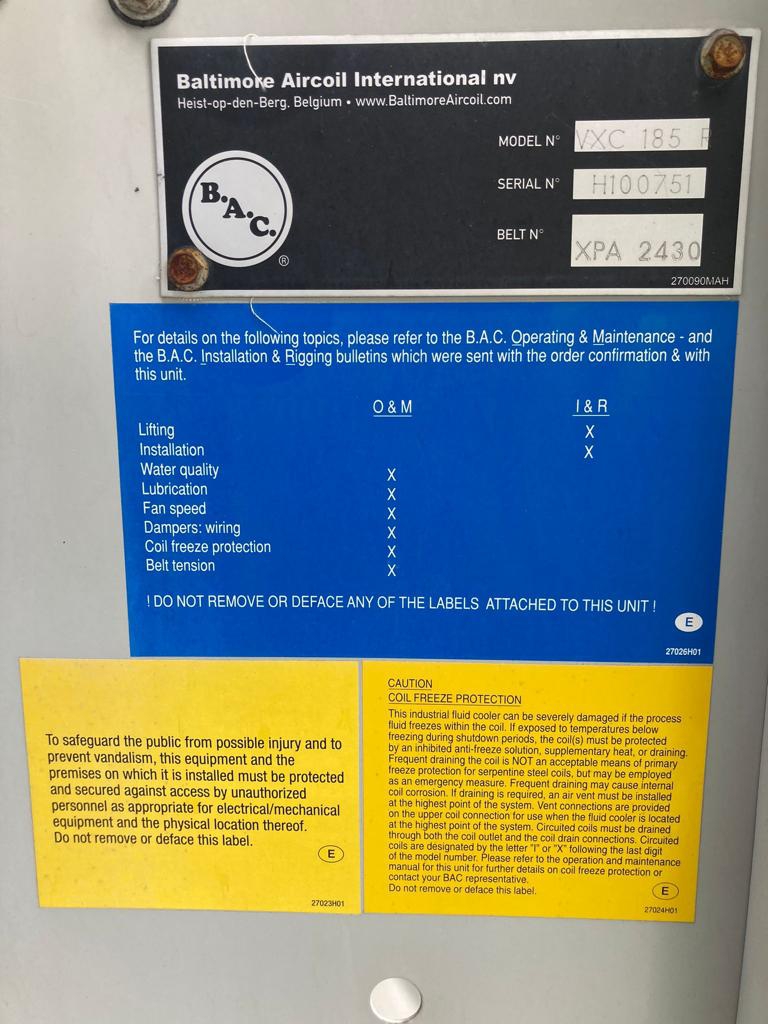 Baltimore Aircoil International nv
Heist-op-den-Berg, Belgium • www.BaltimoreAircoil.com
MODEL N° VXC 185 R
SERIAL N° H100751
B.A.C.
®
BELT N° XPA 2430
270090MAH
For details on the following topics, please refer to the B.A.C. Operating & Maintenance - and
the B.A.C. Installation & Rigging bulletins which were sent with the order confirmation & with
this unit.
O & M I & R
Lifting X
Installation X
Water quality X
Lubrication X
Fan speed X
Dampers: wiring X
Coil freeze protection X
Belt tension X
! DO NOT REMOVE OR DEFACE ANY OF THE LABELS ATTACHED TO THIS UNIT !
E
27026H01
To safeguard the public from possible injury and to
prevent vandalism, this equipment and the
premises on which it is installed must be protected
and secured against access by unauthorized
personnel as appropriate for electrical/mechanical
equipment and the physical location thereof.
Do not remove or deface this label.
E
27023H01
CAUTION
COIL FREEZE PROTECTION
This industrial fluid cooler can be severely damaged if the process
fluid freezes within the coil. If exposed to temperatures below
freezing during shutdown periods, the coil(s) must be protected
by an inhibited anti-freeze solution, supplementary heat, or draining.
Frequent draining the coil is NOT an acceptable means of primary
freeze protection for serpentine steel coils, but may be employed
as an emergency measure. Frequent draining may cause internal
coil corrosion. If draining is required, an air vent must be installed
at the highest point of the system. Vent connections are provided
on the upper coil connection for use when the fluid cooler is located
at the highest point of the system. Circuited coils must be drained
through both the coil outlet and the coil drain connections. Circuited
coils are designated by the letter "I" or "X" following the last digit
of the model number. Please refer to the operation and maintenance
manual for this unit for further details on coil freeze protection or
contact your BAC representative.
Do not remove or deface this label.
E
27024H01